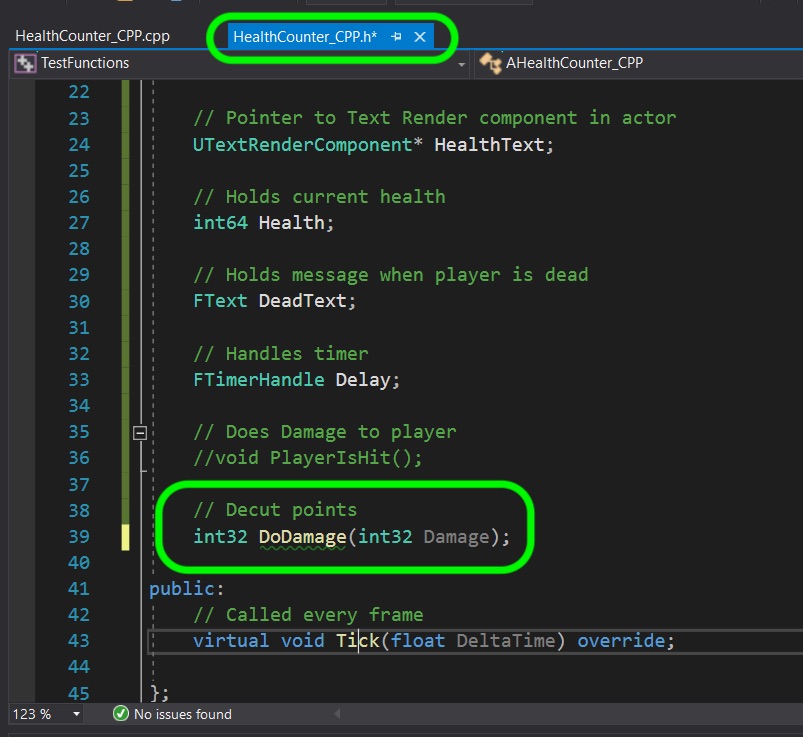 HealthCounter_CPP.cpp HealthCounter_CPP.h*
TestFunctions AHealthCounter_CPP
22
23 // Pointer to Text Render component in actor
24 UTextRenderComponent* HealthText;
25
26 // Holds current health
27 int64 Health;
28
29 // Holds message when player is dead
30 FText DeadText;
31
32 // Handles timer
33 FTimerHandle Delay;
34
35 // Does Damage to player
36 //void PlayerIsHit();
37
38 // Decut points
39 int32 DoDamage(int32 Damage);
40
41 public:
42 // Called every frame
43 virtual void Tick(float DeltaTime) override;
44
45 };
123 % No issues found